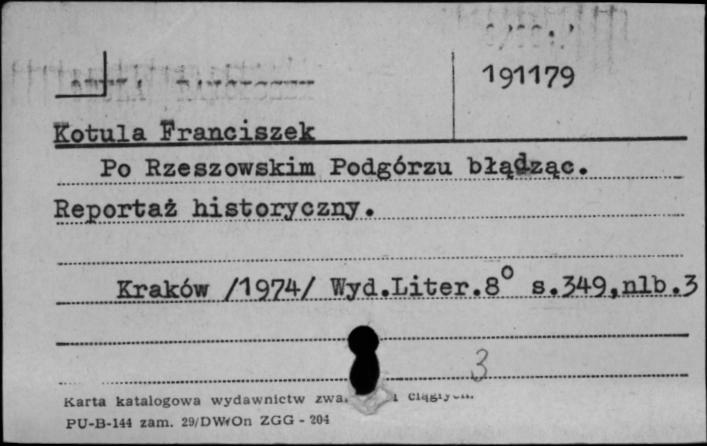 191179
Kotula Franciszek
Po Rzeszowskim Podgórzu błądząc.
Reportaż historyczny.
Kraków /1974/ Wyd.Liter.8° s.349,nlb.3
3
Karta katalogowa wydawnictw
PU-B-144 zam. 29/DWOn ZGG - 204